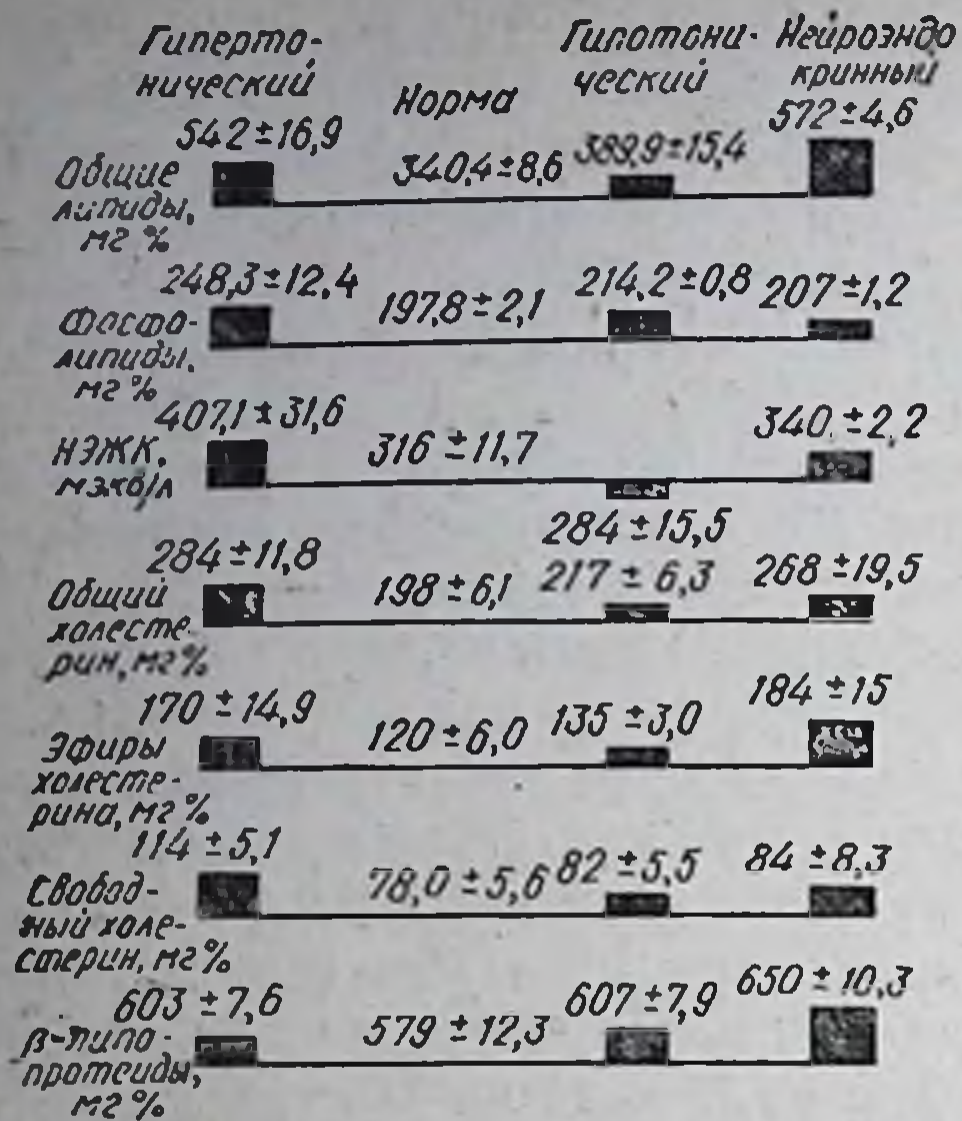 Гиперто-
нический
Норма
Гипотони-
ческий
Нейроэндо
кринный
542±16,9
340,4±8,6
389,9±15,4
572±4,6
Общие
липиды,
мг %
248,3±12,4
197,8±2,1
214,2±0,8
207±1,2
Фосфо-
липиды,
мг %
407,1±31,6
316±11,7
340±2,2
НЭЖК,
мэкв/л
284±15,5
284±11,8
198±6,1
217±6,3
268±19,5
Общий
холесте-
рин, мг %
170±14,9
120±6,0
135±3,0
184±15
Эфиры
холесте-
рина, мг %
114±5,1
78,0±5,6
82±5,5
84±8,3
Свобод-
ный холе-
стерин, мг %
603±7,6
579±12,3
607±7,9
650±10,3
β-липо-
протеиды,
мг %